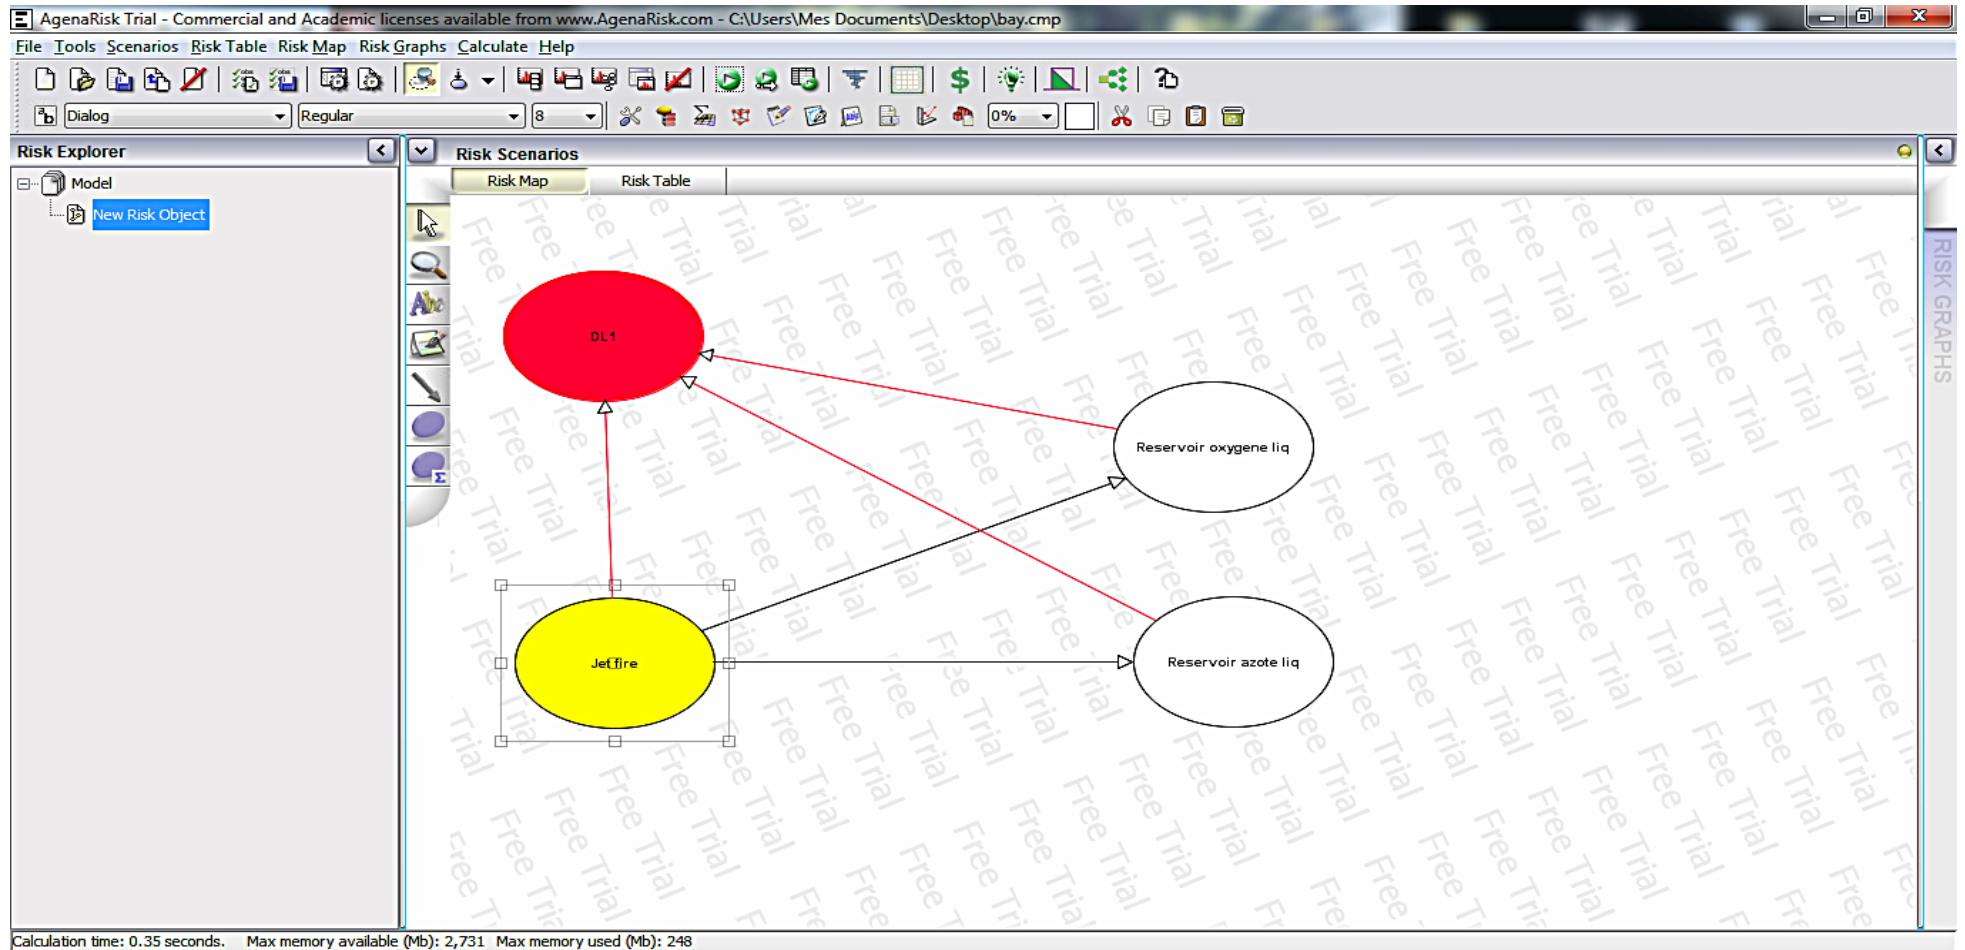 AgenaRisk Trial - Commercial and Academic licenses available from www.AgenaRisk.com - C:\Users\Mes Documents\Desktop\bay.cmp
File Tools Scenarios Risk Table Risk Map Risk Graphs Calculate Help
Dialog Regular 8 0%
Risk Explorer
Risk Scenarios
Model
New Risk Object
Risk Map Risk Table
Abc
DL1
Reservoir oxygene liq
Jet fire
Reservoir azote liq
RISK GRAPHS
Free Trial
Calculation time: 0.35 seconds. Max memory available (Mb): 2,731 Max memory used (Mb): 248